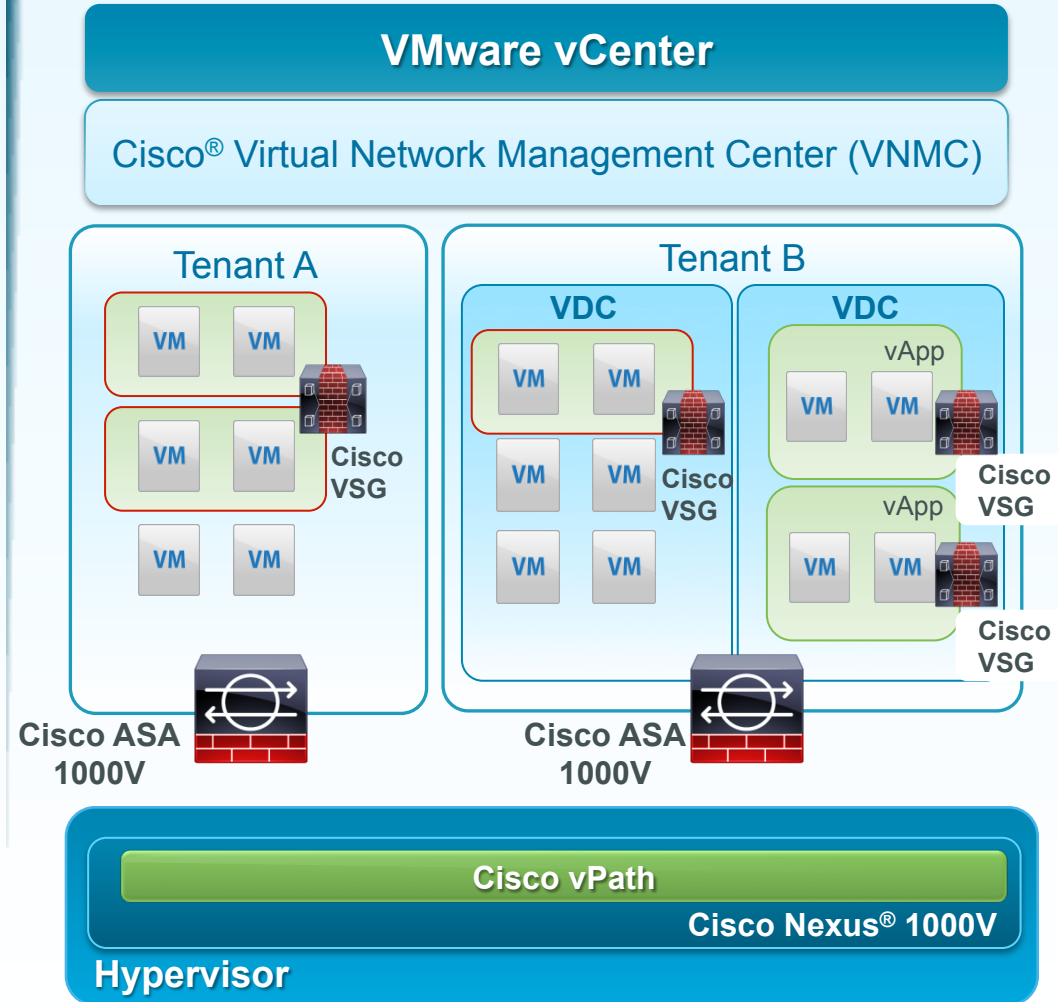 VMware vCenter
Cisco® Virtual Network Management Center (VNMC)
Tenant A
VM VM
VM VM
Cisco
VSG
VM VM
Cisco ASA
1000V
Tenant B
VDC
VM VM
VM VM
Cisco
VSG
VM VM
VDC
vApp
VM VM
Cisco
VSG
vApp
VM VM
Cisco
VSG
Cisco ASA
1000V
Cisco vPath
Cisco Nexus® 1000V
Hypervisor